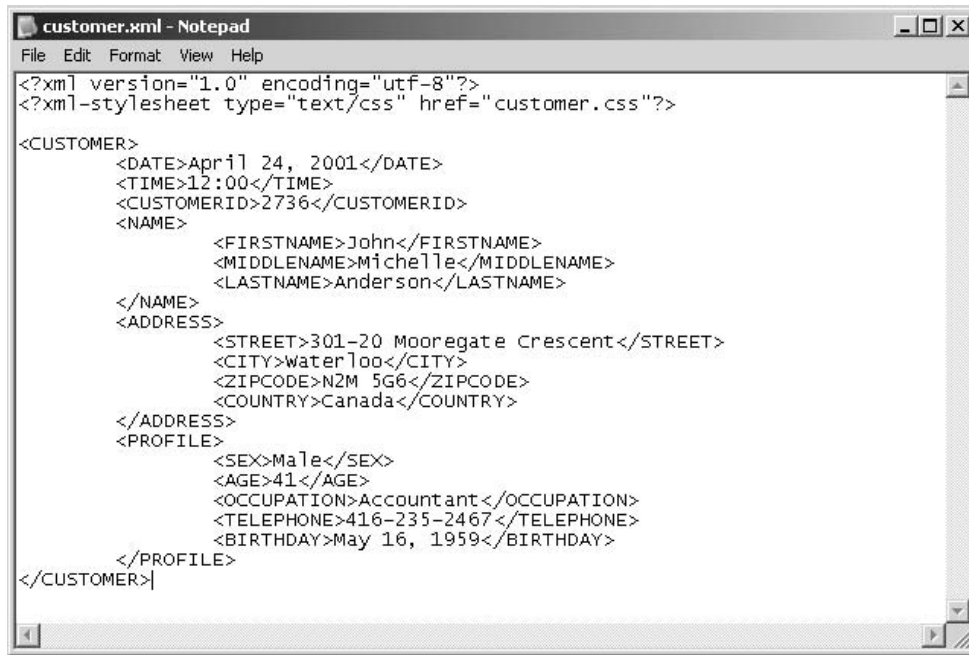 customer.xml - Notepad
File Edit Format View Help
<?xml version="1.0" encoding="utf-8"?>
<?xml-stylesheet type="text/css" href="customer.css"?>
<CUSTOMER>
<DATE>April 24, 2001</DATE>
<TIME>12:00</TIME>
<CUSTOMERID>2736</CUSTOMERID>
<NAME>
<FIRSTNAME>John</FIRSTNAME>
<MIDDLENAME>Michelle</MIDDLENAME>
<LASTNAME>Anderson</LASTNAME>
</NAME>
<ADDRESS>
<STREET>301-20 Mooregate Crescent</STREET>
<CITY>Waterloo</CITY>
<ZIPCODE>N2M 5G6</ZIPCODE>
<COUNTRY>Canada</COUNTRY>
</ADDRESS>
<PROFILE>
<SEX>Male</SEX>
<AGE>41</AGE>
<OCCUPATION>Accountant</OCCUPATION>
<TELEPHONE>416-235-2467</TELEPHONE>
<BIRTHDAY>May 16, 1959</BIRTHDAY>
</PROFILE>
</CUSTOMER>